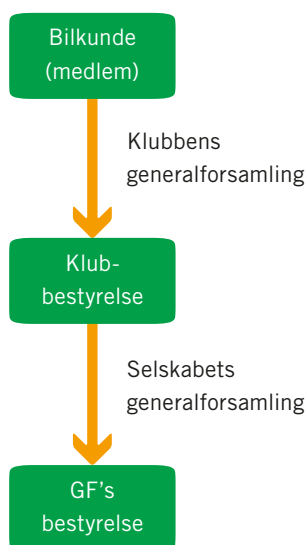 Bilkunde
(medlem)
Klubbens
generalforsamling
Klub-
bestyrelse
Selskabets
generalforsamling
GF's
bestyrelse